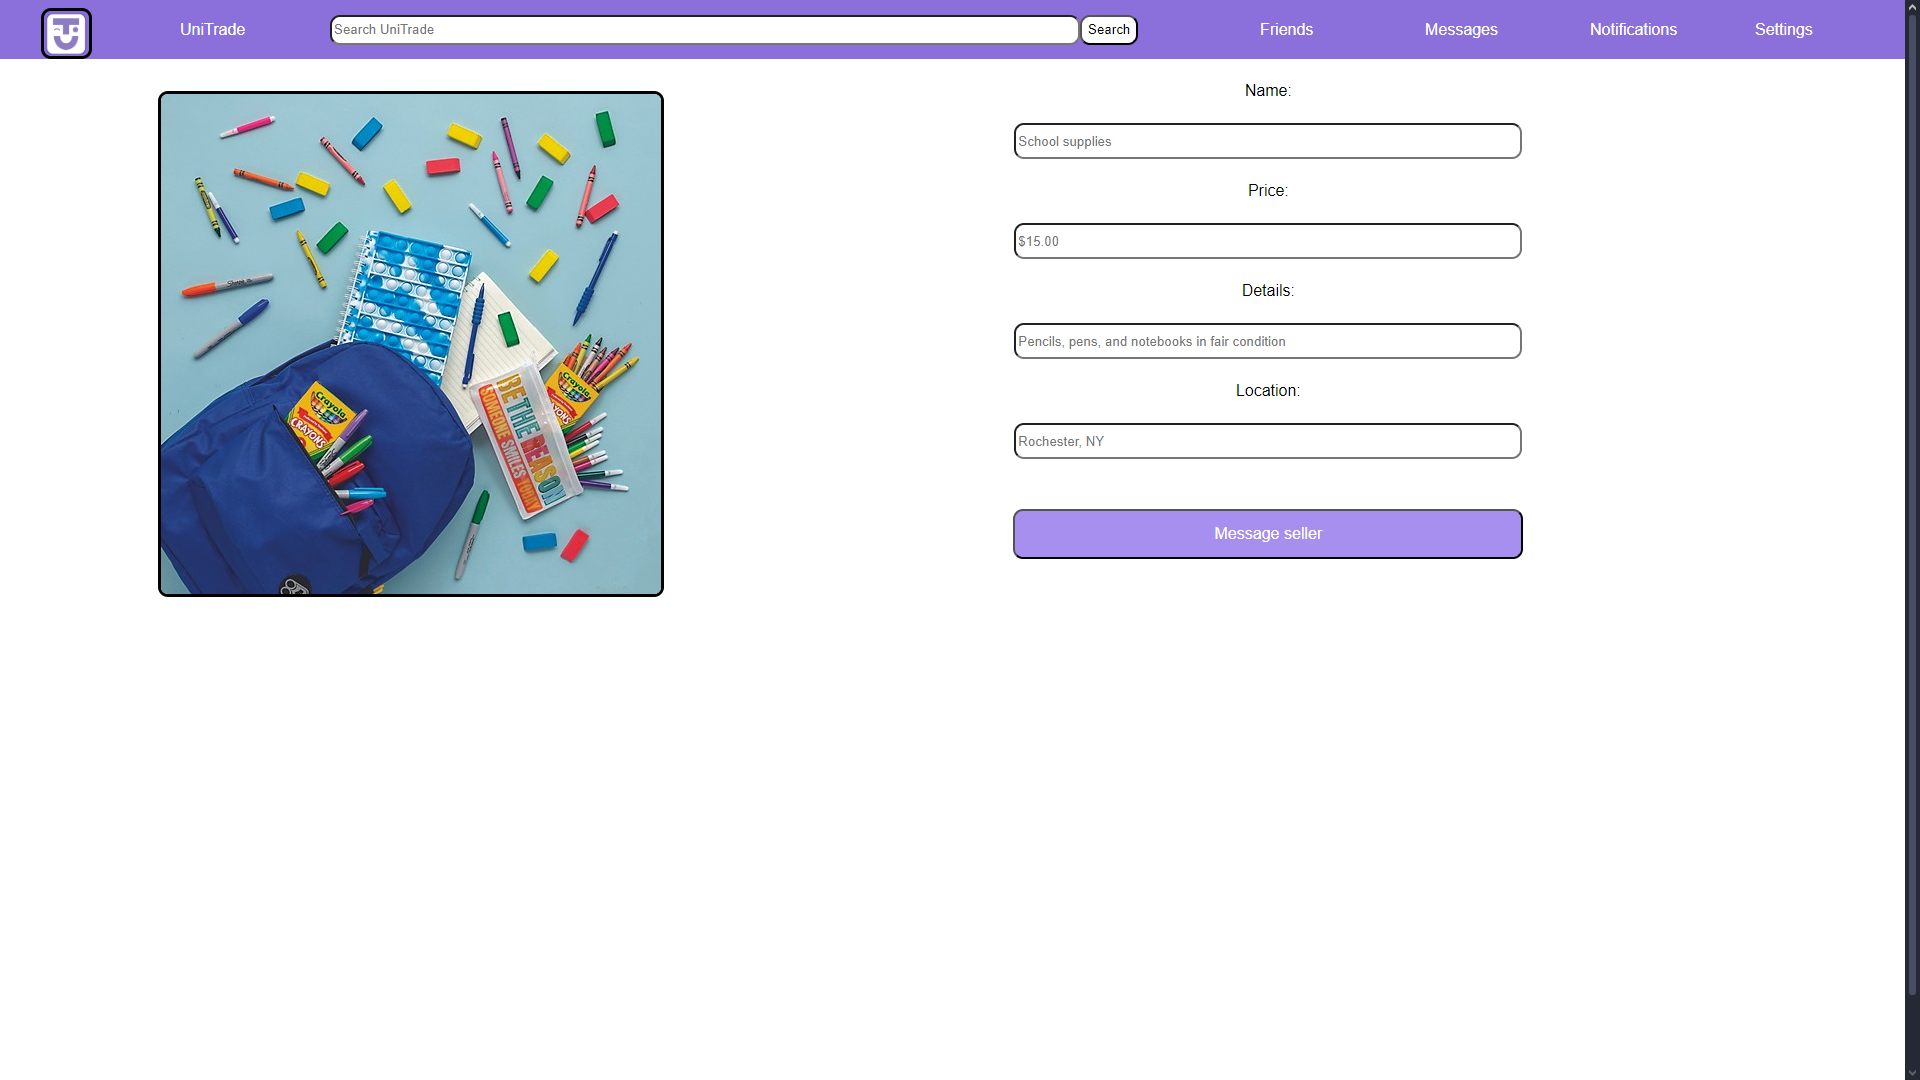 UniTrade
Search UniTrade
Search
Friends
Messages
Notifications
Settings
Name:
School supplies
Price:
$15.00
Details:
Pencils, pens, and notebooks in fair condition
Location:
Rochester, NY
Message seller
Sharpie
Crayola
CRAYONS
Crayola
BE THE REASON
SOMEONE SMILES TODAY